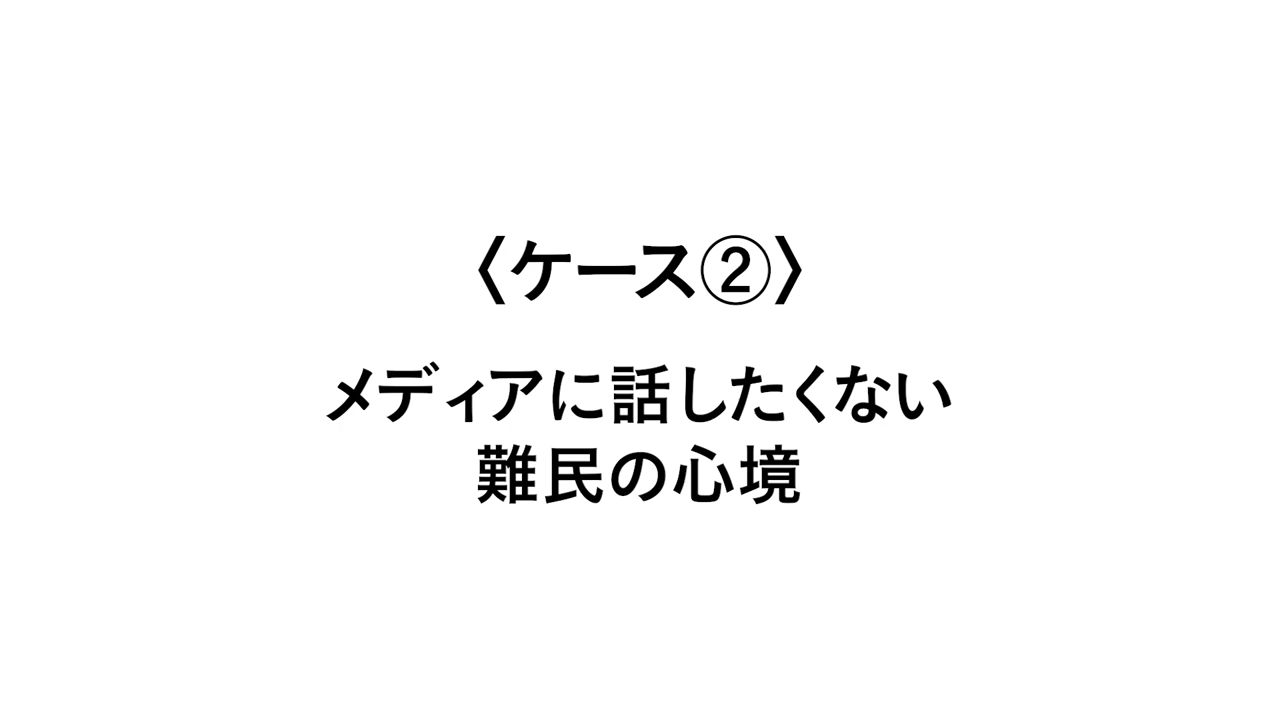 〈ケース②〉
メディアに話したくない
難民の心境